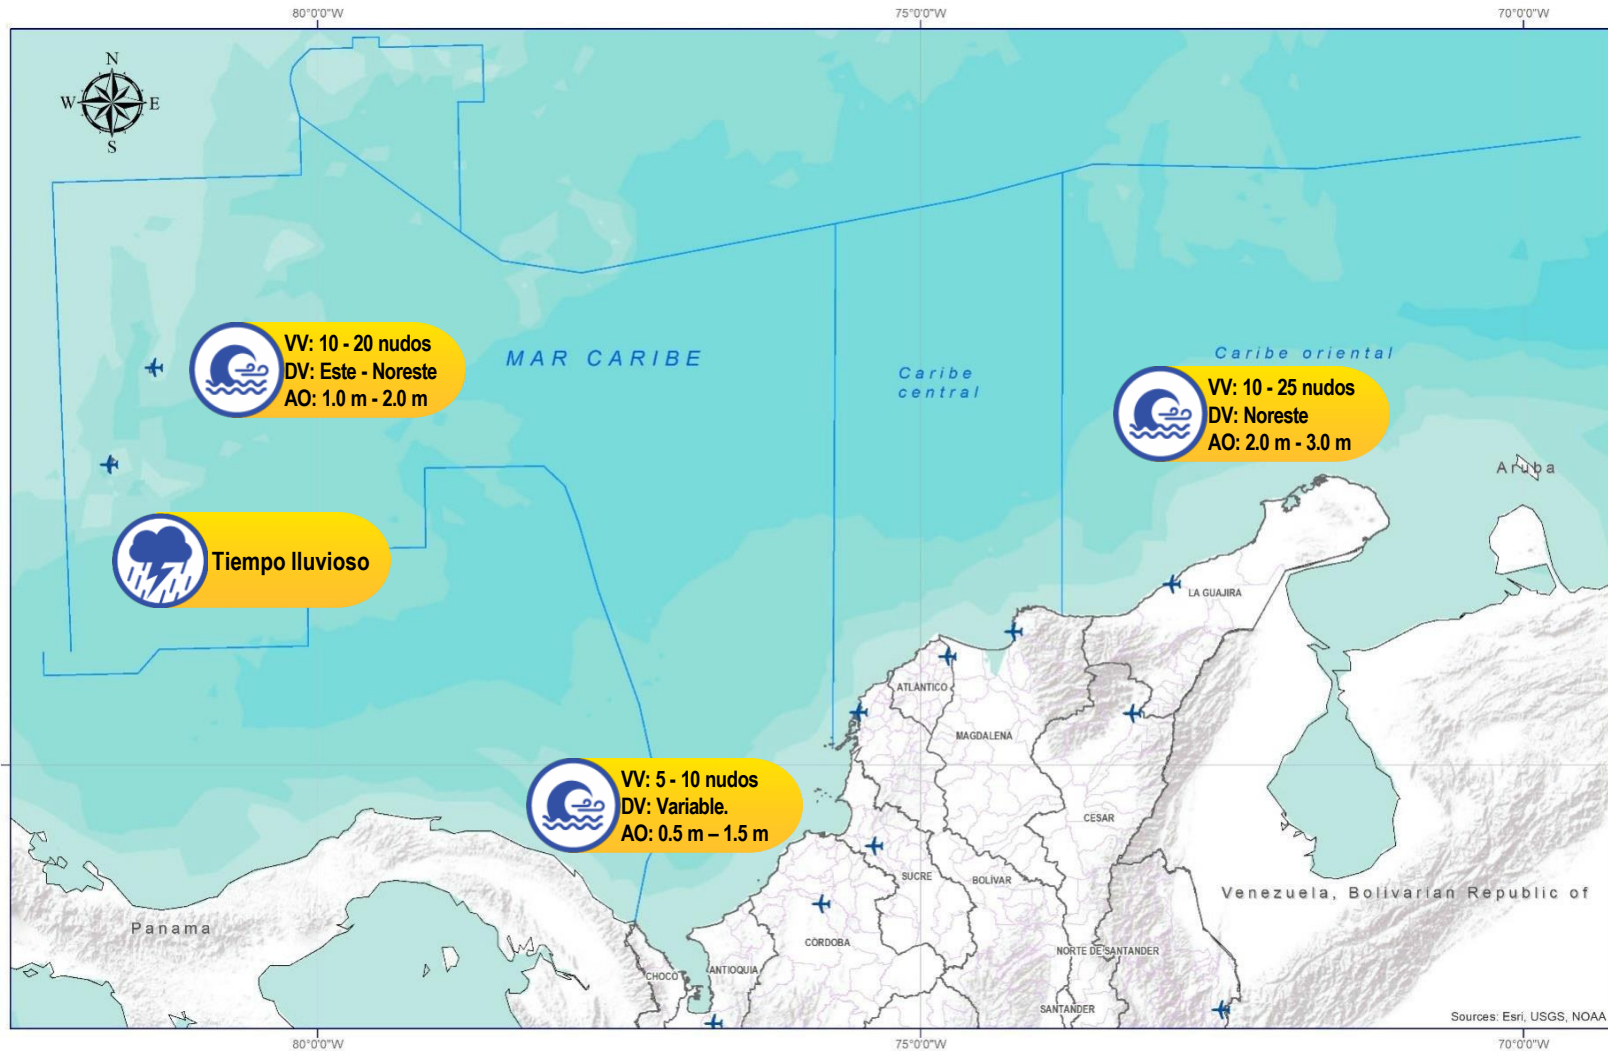 80°0'0"W
75°0'0"W
70°0'0"W
N
W
E
S
VV: 10 - 20 nudos
DV: Este - Noreste
AO: 1.0 m - 2.0 m
MAR CARIBE
Caribe
central
Caribe oriental
VV: 10 - 25 nudos
DV: Noreste
AO: 2.0 m - 3.0 m
Aruba
Tiempo lluvioso
LA GUAJIRA
ATLÁNTICO
MAGDALENA
VV: 5 - 10 nudos
DV: Variable.
AO: 0.5 m – 1.5 m
CESAR
SUCRE
BOLÍVAR
Venezuela, Bolivarian Republic of
Panama
CÓRDOBA
NORTE DE SANTANDER
CHOCÓ
ANTIOQUIA
SANTANDER
Sources: Esri, USGS, NOAA
80°0'0"W
75°0'0"W
70°0'0"W